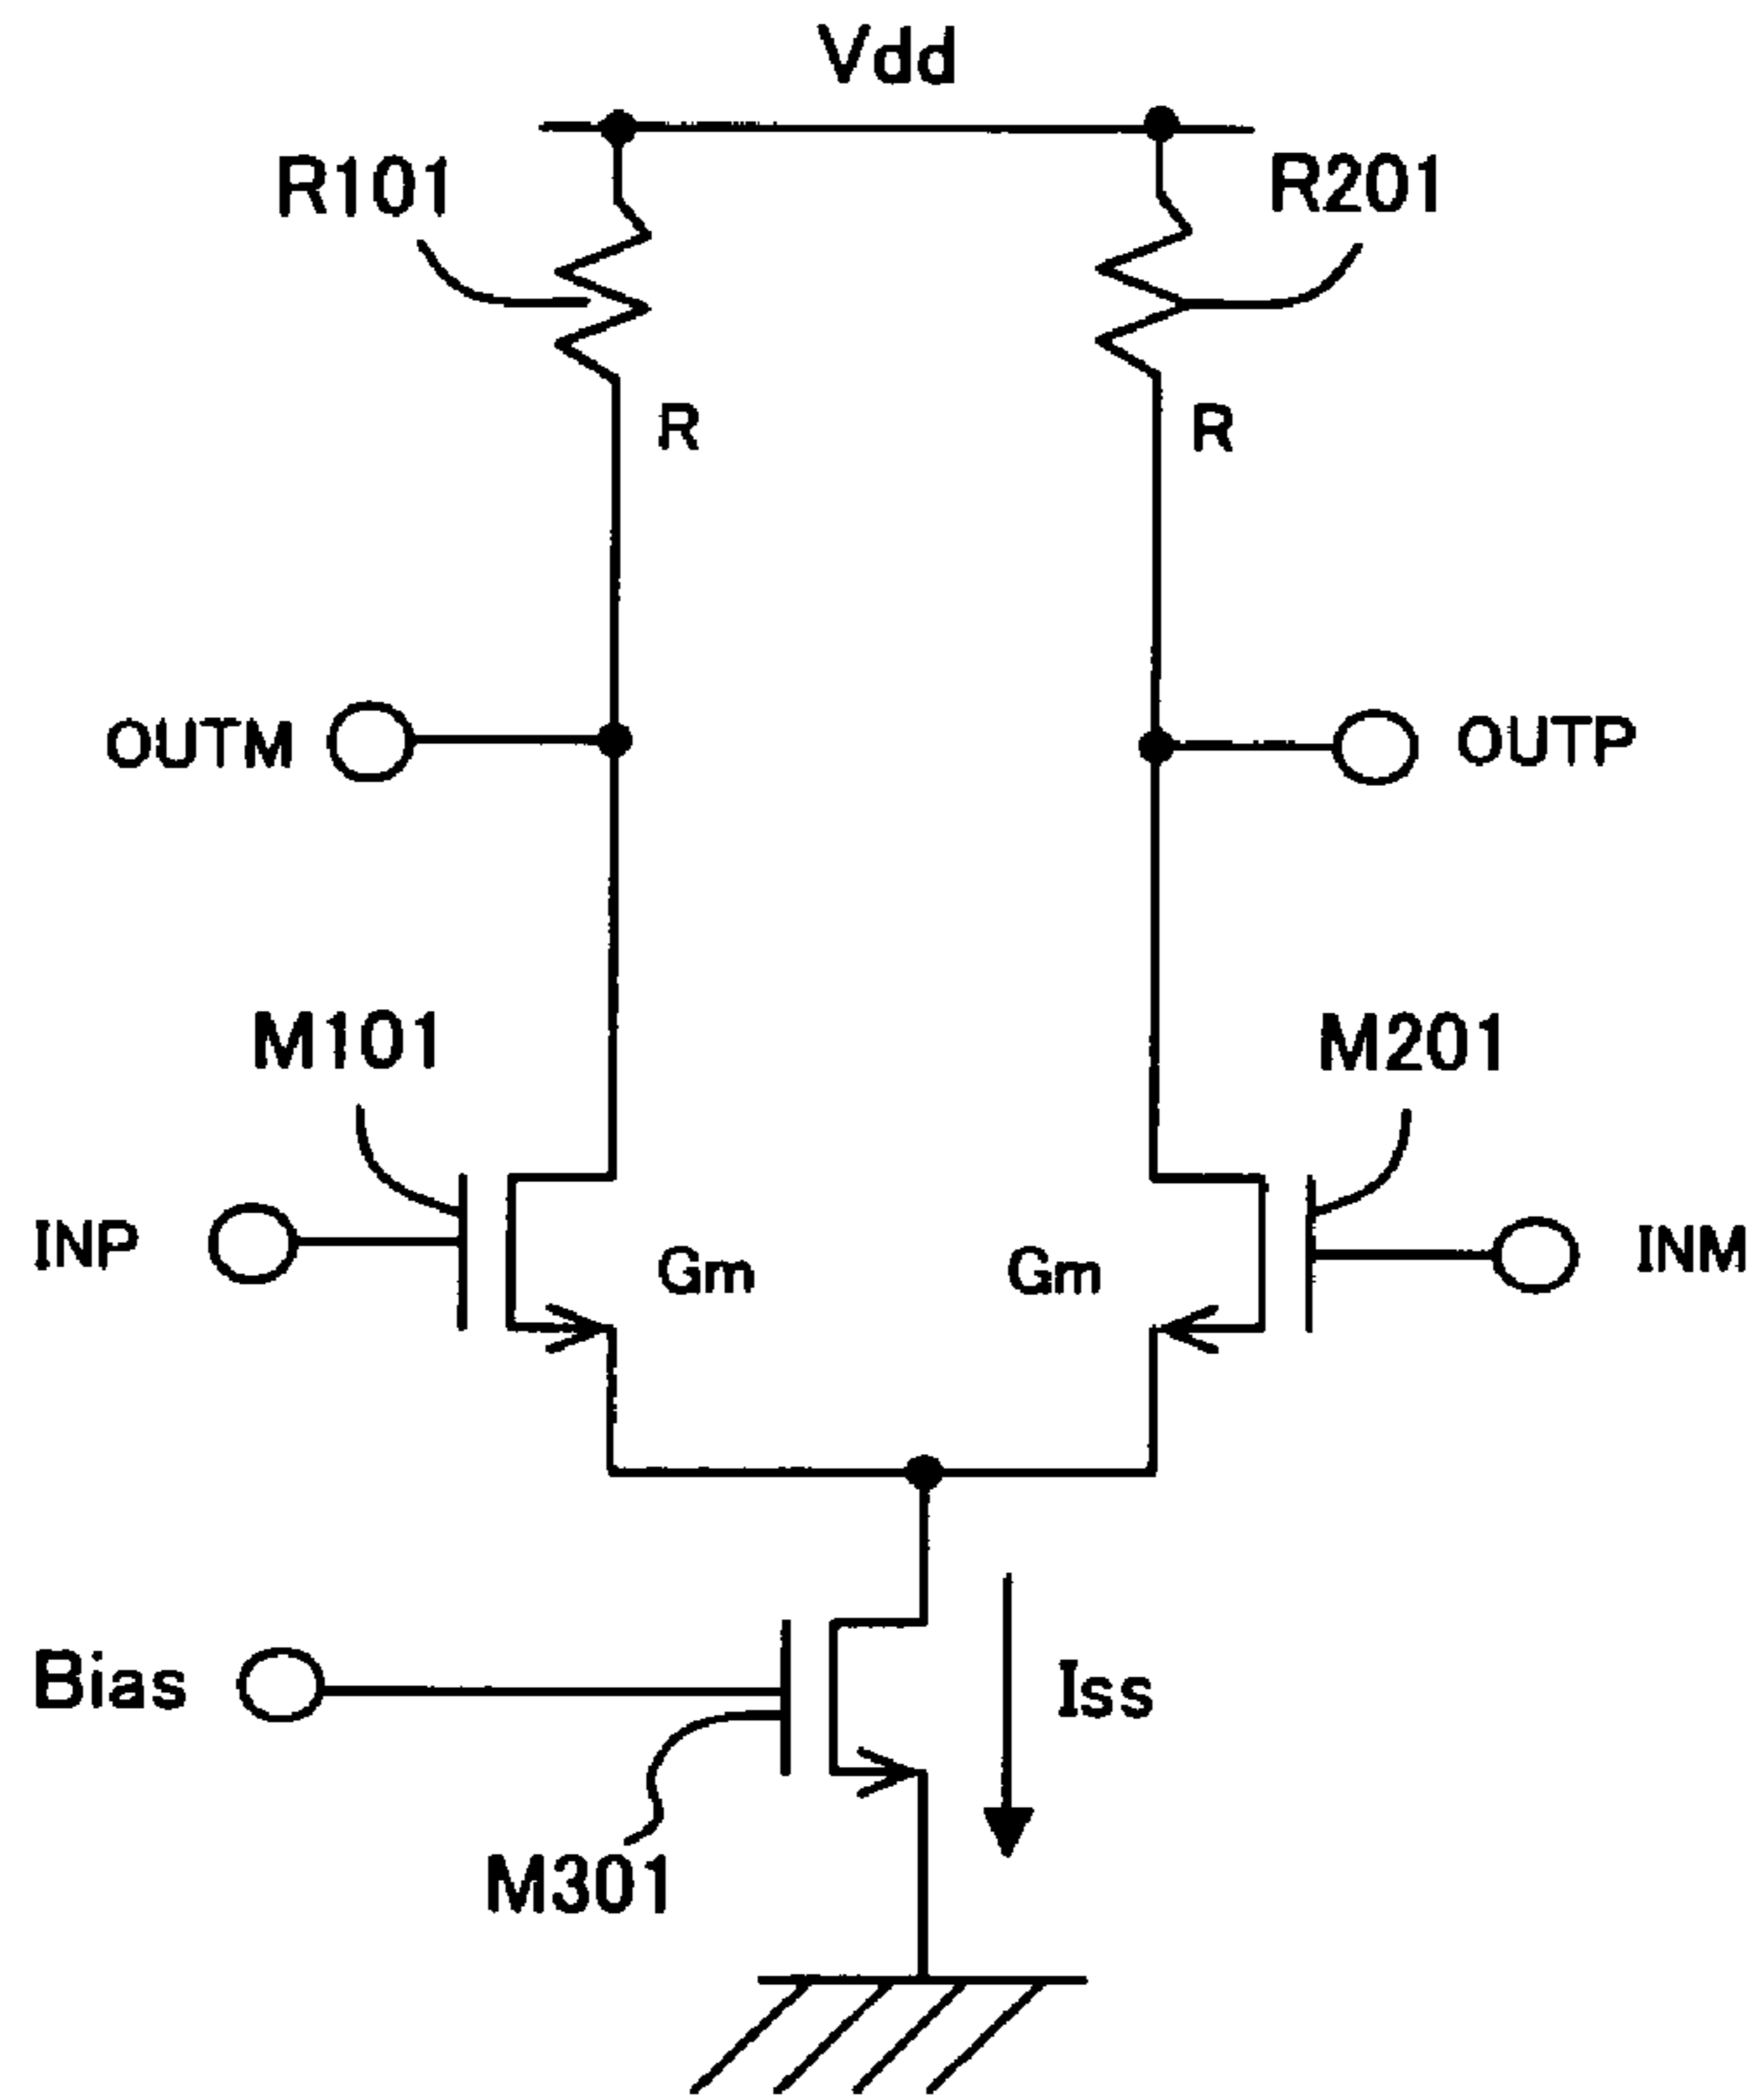 Vdd
R101
R201
R
R
OUTM
OUTP
M101
M201
INP
Gm
Gm
INM
Bias
Iss
M301